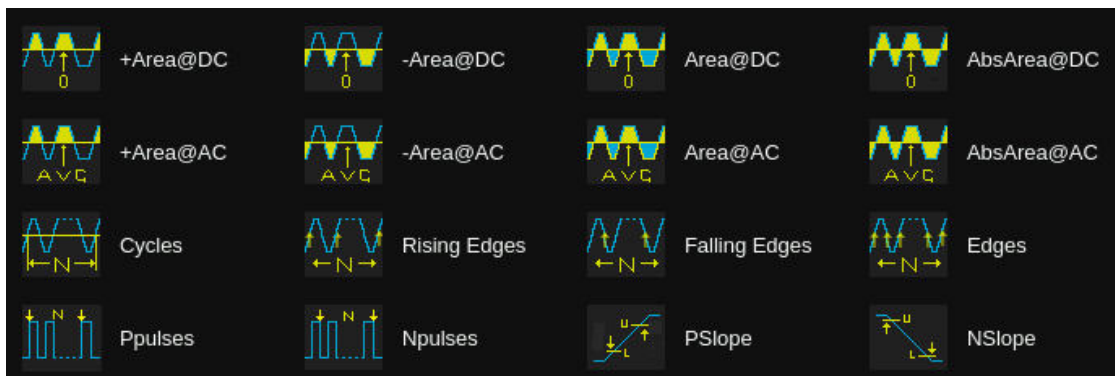 +Area@DC -Area@DC Area@DC AbsArea@DC
0 0 0 0
+Area@AC -Area@AC Area@AC AbsArea@AC
AVG AVG AVG AVG
Cycles Rising Edges Falling Edges Edges
N N N N
N Ppulses N Npulses U L PSlope U L NSlope